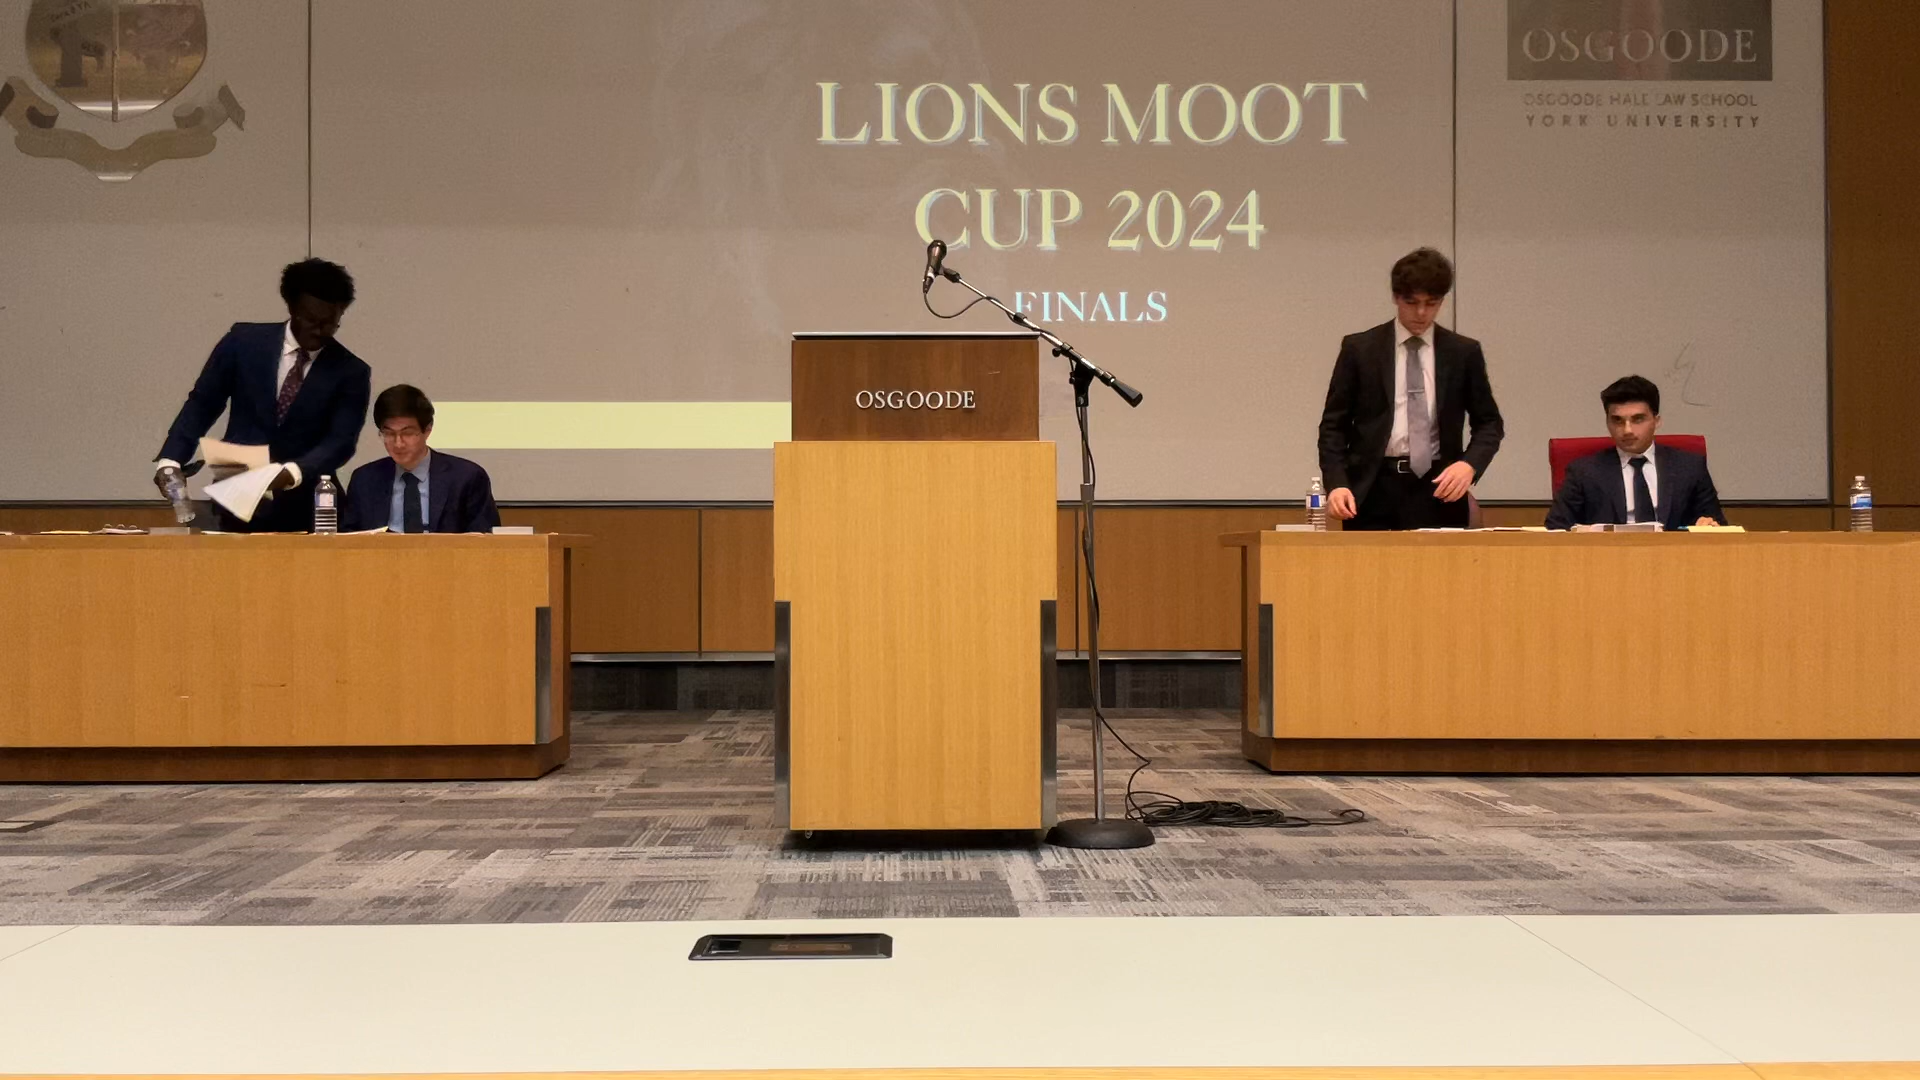 OSGOODE
OSGOODE HALL LAW SCHOOL
YORK UNIVERSITY
LIONS MOOT
CUP 2024
FINALS
OSGOODE